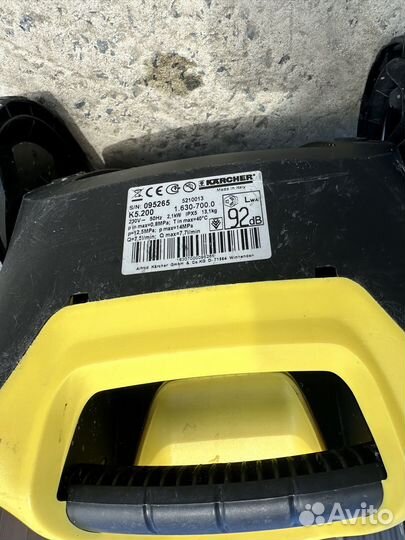 KÄRCHER
Made in Italy
S/N: 095265 5210013
K5.200 1.630-700.0
230V ~ 50Hz 2,1kW IPX5 13,1kg
p in max=0,8MPa; T in max=40°C
p=12,5MPa; p max=14MPa
Q=7,5l/min; Q max=7,7l/min
LWA
92dB
Alfred Kärcher GmbH & Co.KG D-71364 Winnenden
Avito